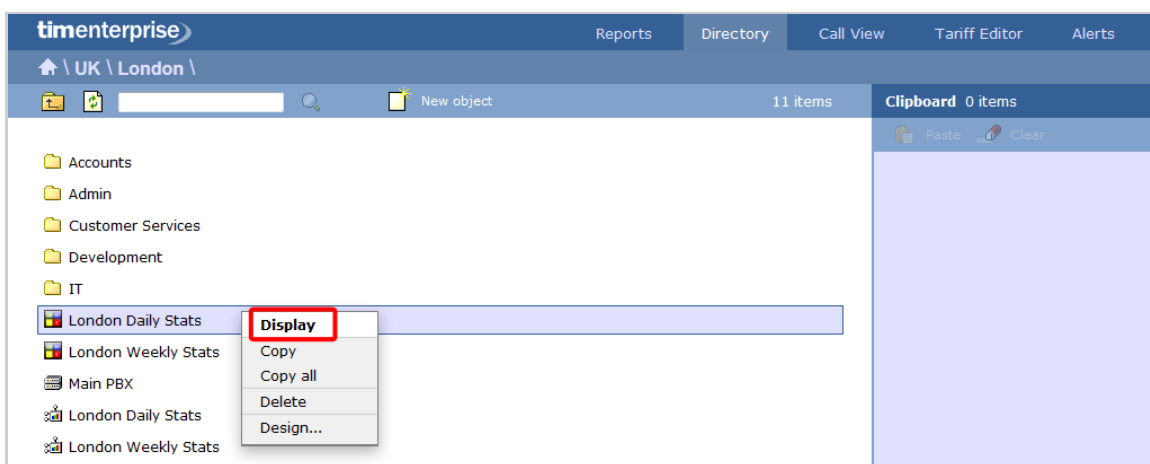 timenterprise
Reports Directory Call View Tariff Editor Alerts
\ UK \ London \
New object 11 items Clipboard 0 items
Paste Clear
Accounts
Admin
Customer Services
Development
IT
London Daily Stats
Display
London Weekly Stats
Copy
Main PBX
Copy all
Delete
London Daily Stats
Design...
London Weekly Stats